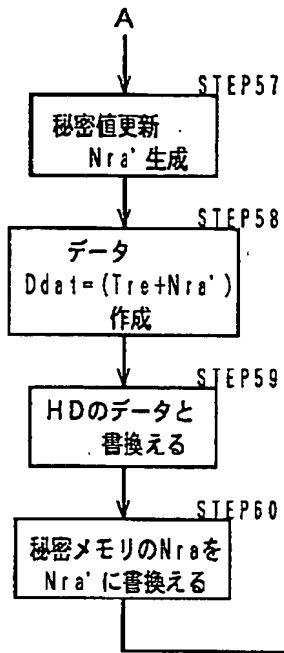 A
STEP57
秘密値更新
Nra' 生成
STEP58
データ
Ddat=(Tre+Nra')
作成
STEP59
HDのデータと
書換える
STEP60
秘密メモリのNraを
Nra'に書換える